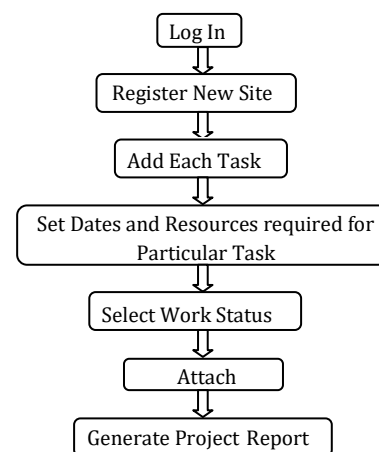 Log In
Register New Site
Add Each Task
Set Dates and Resources required for
Particular Task
Select Work Status
Attach
Generate Project Report